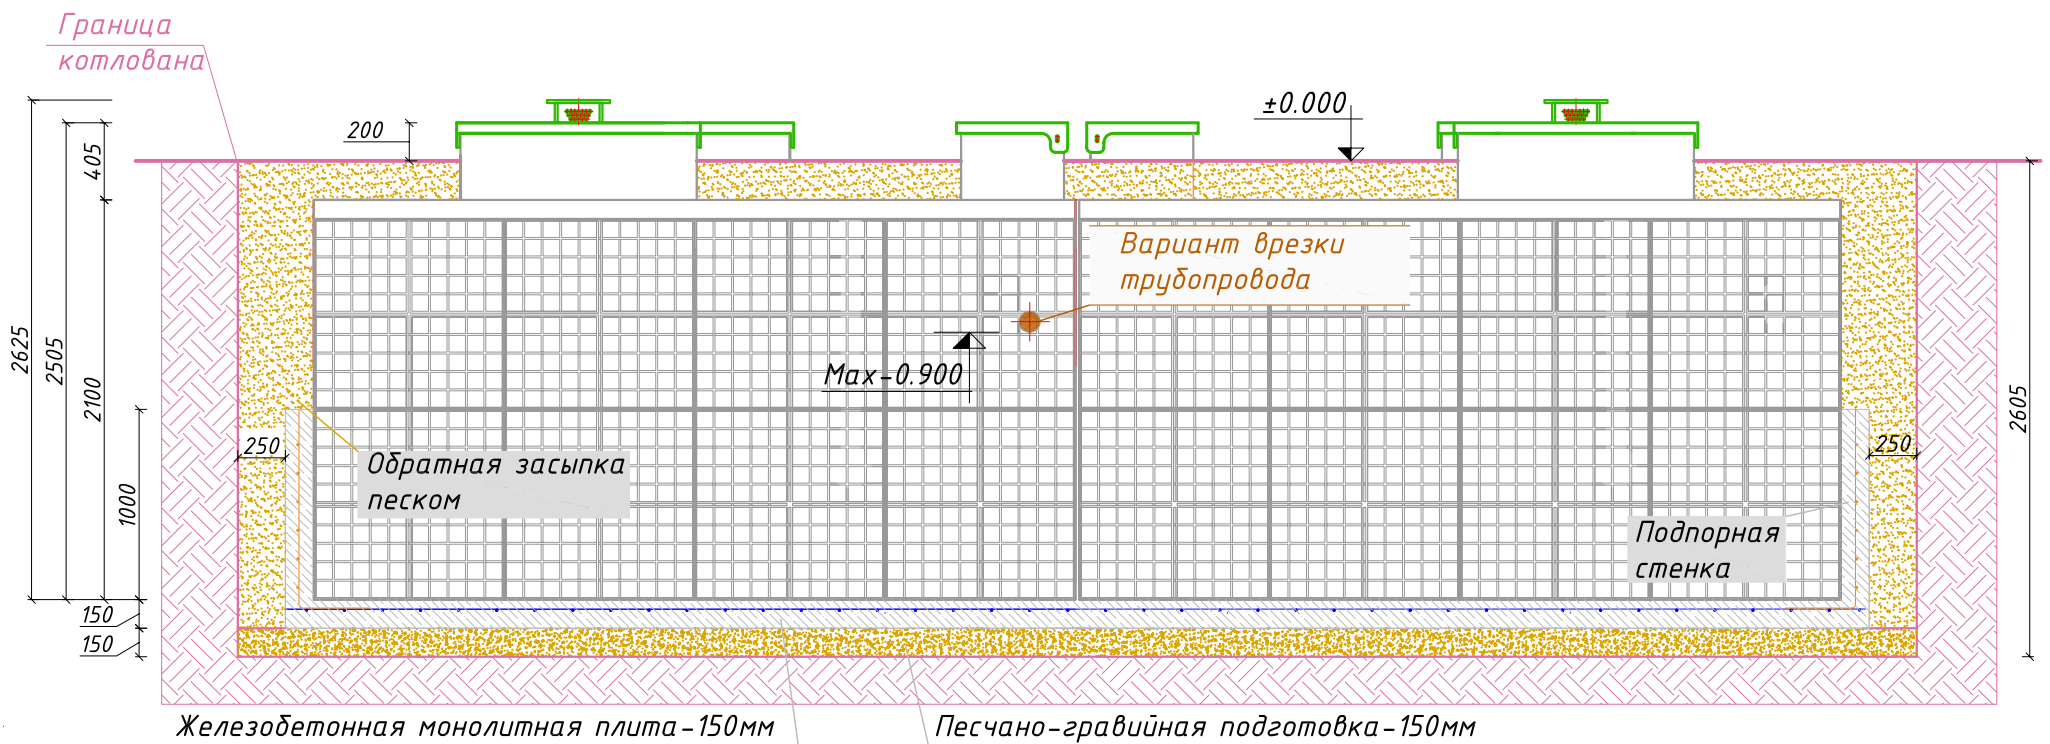 Граница
котлована
±0.000
200
405
Вариант врезки
трубопровода
2625
2505
2100
Max-0.900
2605
250
250
Обратная засыпка
песком
1000
Подпорная
стенка
150
150
Железобетонная монолитная плита-150мм
Песчано-гравийная подготовка-150мм